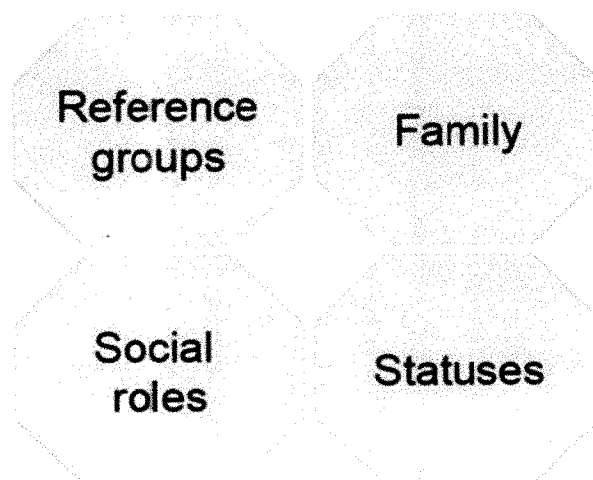 Reference
groups
Family
Social
roles
Statuses